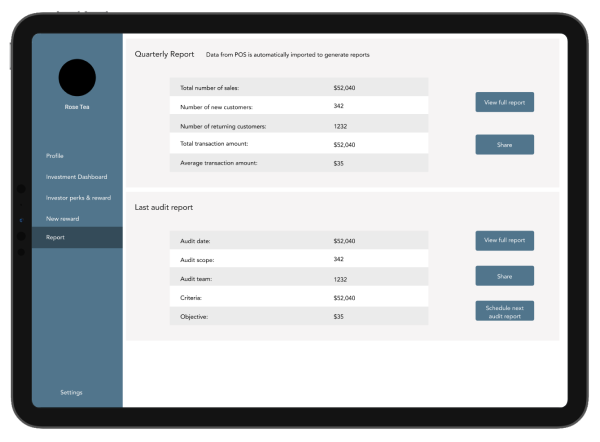 Rose Tea
Profile
Investment Dashboard
Investor perks & reward
New reward
Report
Settings
Quarterly Report Data from POS is automatically imported to generate reports
Total number of sales: $52,040
Number of new customers: 342
Number of returning customers: 1232
Total transaction amount: $52,040
Average transaction amount: $35
View full report
Share
Last audit report
Audit date: $52,040
Audit scope: 342
Audit team: 1232
Criteria: $52,040
Objective: $35
View full report
Share
Schedule next
audit report